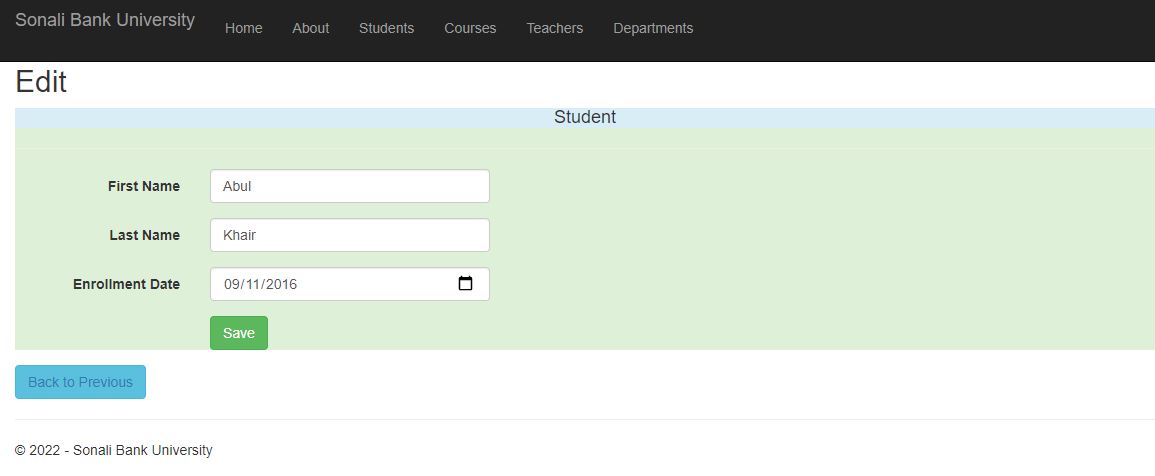 Sonali Bank University Home About Students Courses Teachers Departments
Edit
Student
First Name Abul
Last Name Khair
Enrollment Date 09/11/2016
Save
Back to Previous
© 2022 - Sonali Bank University